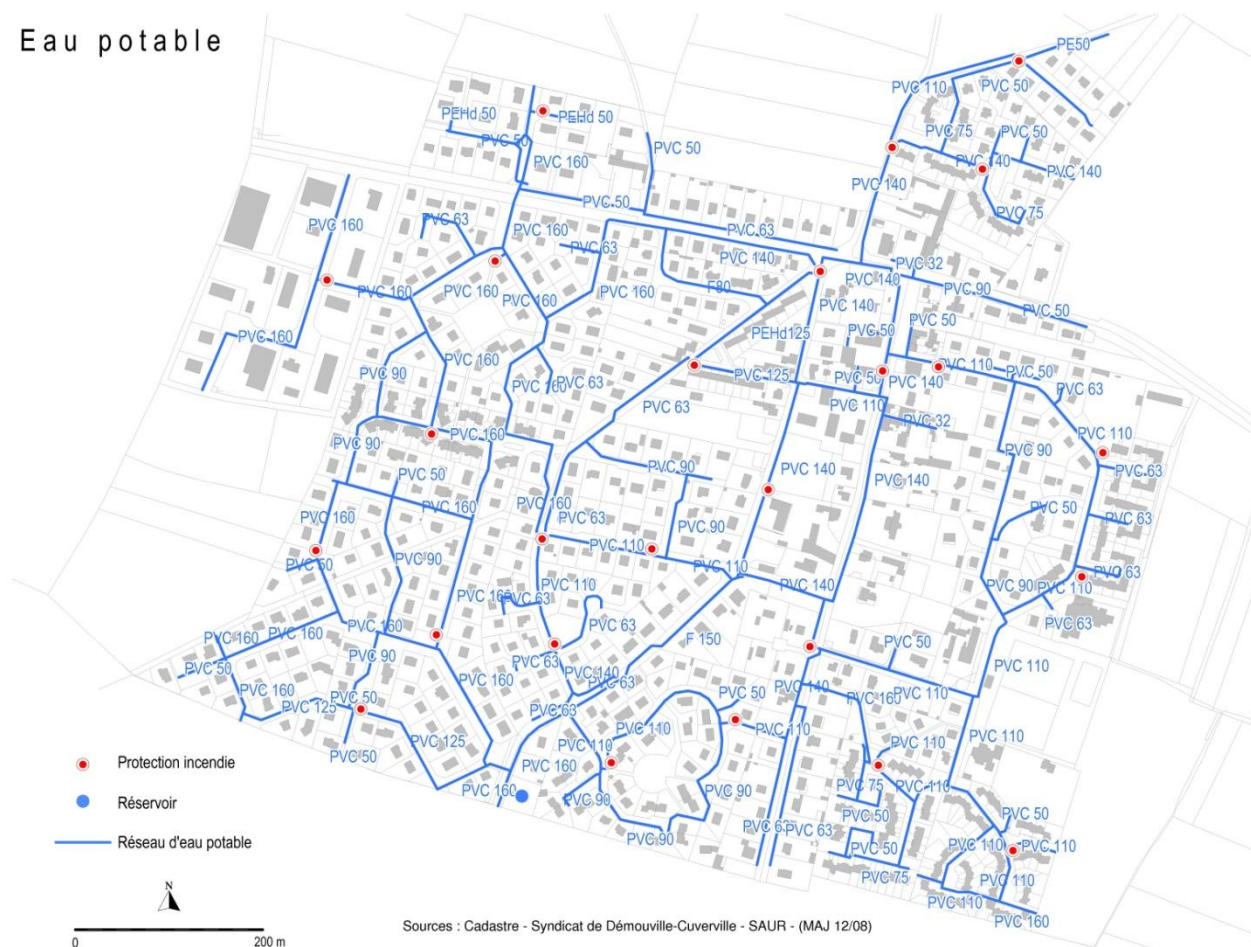 Eau potable
PE50
PVC 110
PVC 50
PEHd 50
PEHd 50
PVC 50
PVC 75
PVC 50
PVC 160
PVC 50
PVC 140
PVC 140
PVC 140
PVC 50
PVC 75
PVC 160
PVC 63
PVC 160
PVC 63
PVC 63
PVC 140
PVC 32
PVC 160
PVC 160
PVC 160
PVC 160
F80
PVC 140
PVC 90
PVC 50
PVC 140
PVC 160
PEHd125
PVC 50
PVC 50
PVC 90
PVC 160
PVC 160
PVC 63
PVC 125
PVC 50
PVC 140
PVC 110
PVC 50
PVC 63
PVC 63
PVC 110
PVC 32
PVC 160
PVC 110
PVC 90
PVC 50
PVC 90
PVC 90
PVC 63
PVC 160
PVC 160
PVC 140
PVC 140
PVC 160
PVC 63
PVC 90
PVC 50
PVC 63
PVC 50
PVC 90
PVC 110
PVC 110
PVC 110
PVC 140
PVC 90
PVC 110
PVC 63
PVC 160
PVC 63
PVC 63
PVC 63
PVC 160
PVC 160
PVC 160
PVC 90
F 150
PVC 50
PVC 50
PVC 63
PVC 140
PVC 63
PVC 110
PVC 160
PVC 125
PVC 50
PVC 160
PVC 63
PVC 50
PVC 140
PVC 160
PVC 110
PVC 110
PVC 110
PVC 110
PVC 50
PVC 125
PVC 110
PVC 110
PVC 160
PVC 110
PVC 160
PVC 90
PVC 90
PVC 75
PVC 50
PVC 50
PVC 90
PVC 63
PVC 63
PVC 50
PVC 110
PVC 110
PVC 75
PVC 110
PVC 110
PVC 160
Protection incendie
Réservoir
Réseau d'eau potable
N
0 200 m
Sources : Cadastre - Syndicat de Démouville-Cuverville - SAUR - (MAJ 12/08)